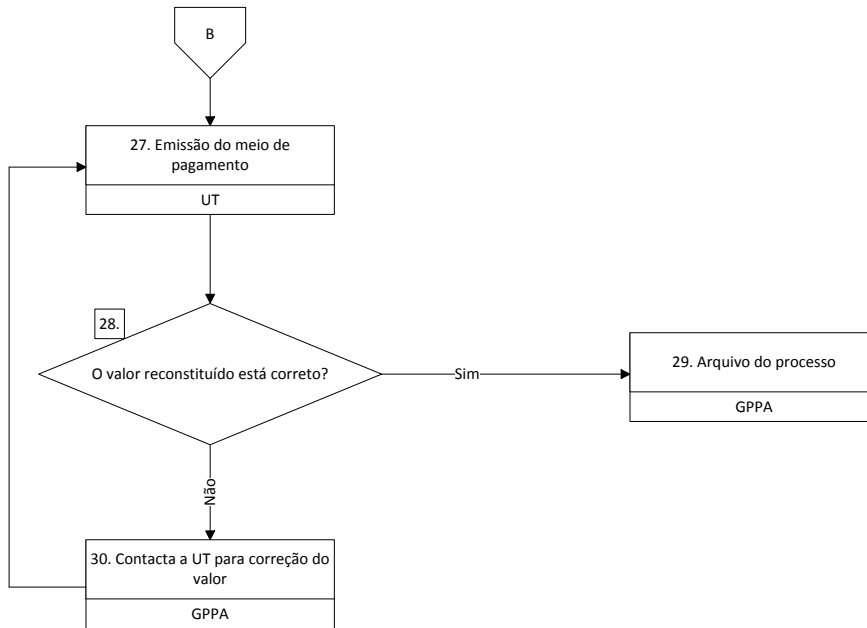 B
27. Emissão do meio de
pagamento
UT
28.
O valor reconstituído está correto?
Sim
29. Arquivo do processo
GPPA
Não
30. Contacta a UT para correção do
valor
GPPA